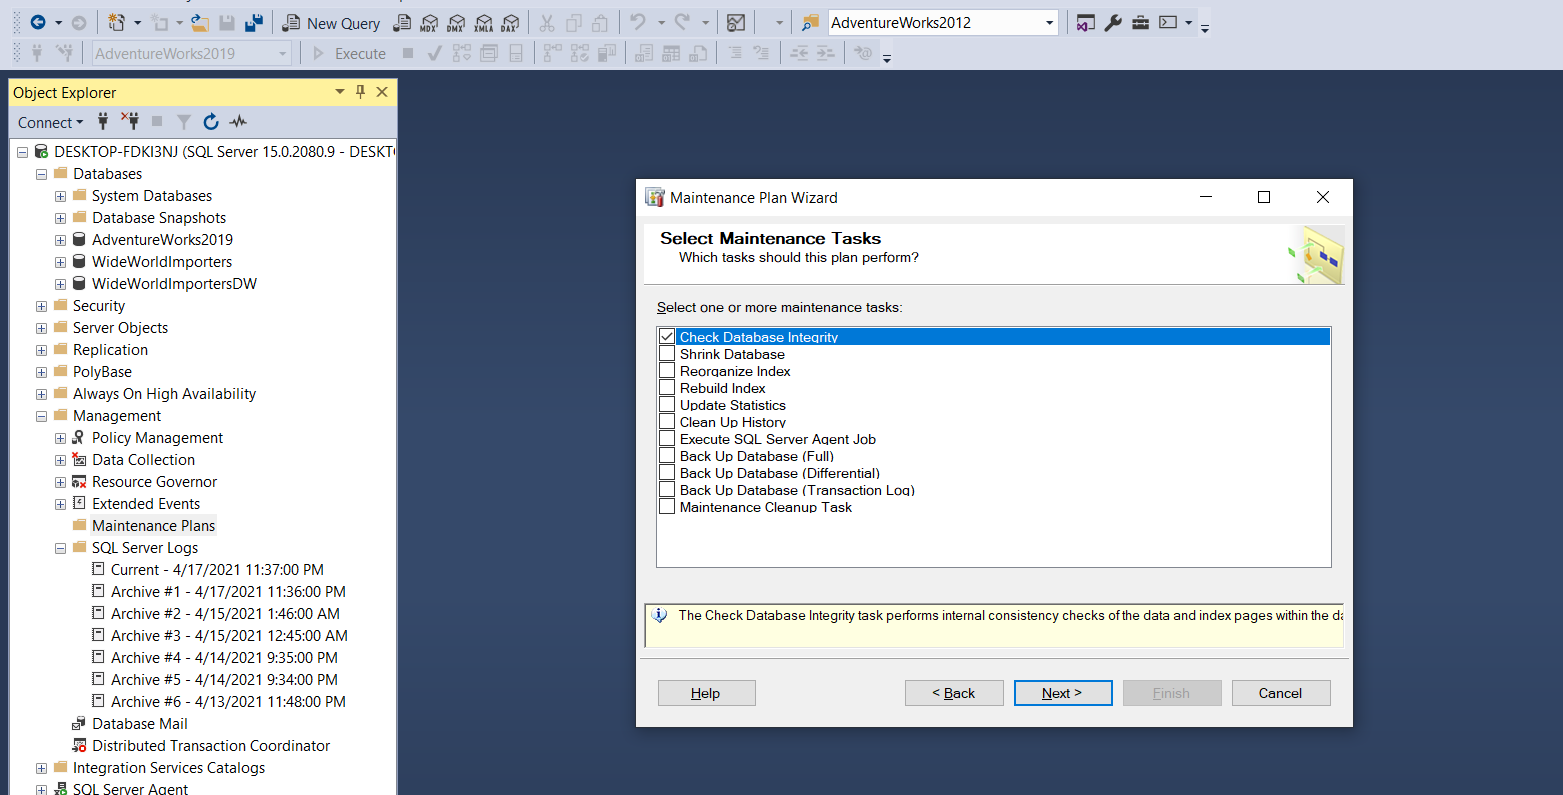 New Query
MDX
DMX
XMLA
DAX
AdventureWorks2012
AdventureWorks2019
Execute
Object Explorer
Connect
DESKTOP-FDKI3NJ (SQL Server 15.0.2080.9 - DESKT
Databases
System Databases
Database Snapshots
AdventureWorks2019
WideWorldImporters
WideWorldImportersDW
Security
Server Objects
Replication
PolyBase
Always On High Availability
Management
Policy Management
Data Collection
Resource Governor
Extended Events
Maintenance Plans
SQL Server Logs
Current - 4/17/2021 11:37:00 PM
Archive #1 - 4/17/2021 11:36:00 PM
Archive #2 - 4/15/2021 1:46:00 AM
Archive #3 - 4/15/2021 12:45:00 AM
Archive #4 - 4/14/2021 9:35:00 PM
Archive #5 - 4/14/2021 9:34:00 PM
Archive #6 - 4/13/2021 11:48:00 PM
Database Mail
Distributed Transaction Coordinator
Integration Services Catalogs
SQL Server Agent
Maintenance Plan Wizard
Select Maintenance Tasks
Which tasks should this plan perform?
Select one or more maintenance tasks:
Check Database Integrity
Shrink Database
Reorganize Index
Rebuild Index
Update Statistics
Clean Up History
Execute SQL Server Agent Job
Back Up Database (Full)
Back Up Database (Differential)
Back Up Database (Transaction Log)
Maintenance Cleanup Task
The Check Database Integrity task performs internal consistency checks of the data and index pages within the da
Help
< Back
Next >
Finish
Cancel